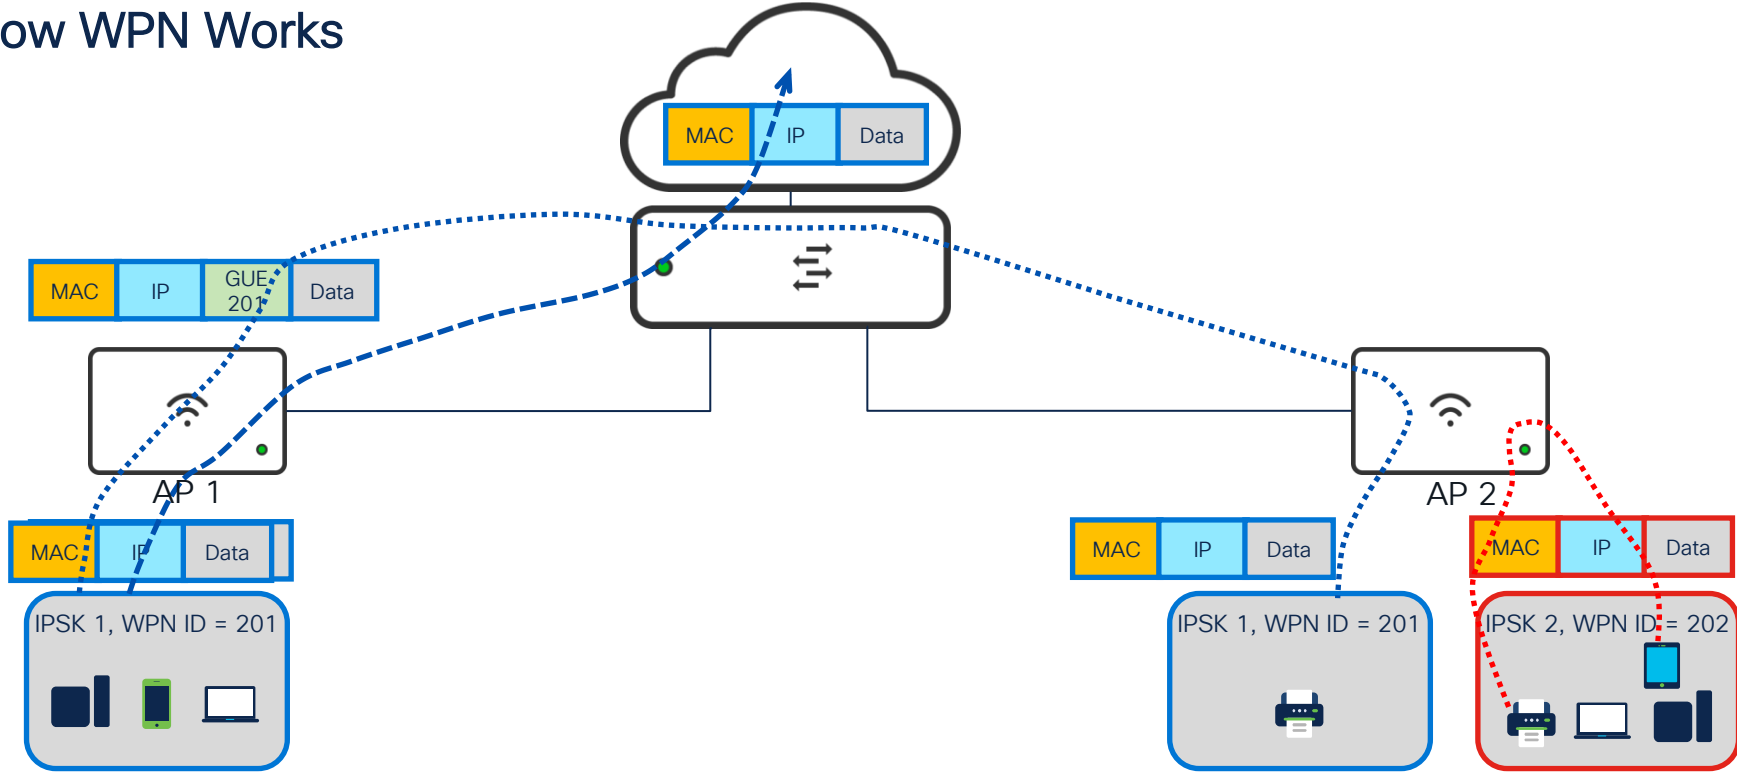 ow WPN Works
MAC IP Data
MAC IP GUE 201 Data
AP 1
AP 2
MAC IP Data
MAC IP Data
MAC IP Data
IPSK 1, WPN ID = 201
IPSK 1, WPN ID = 201
IPSK 2, WPN ID = 202